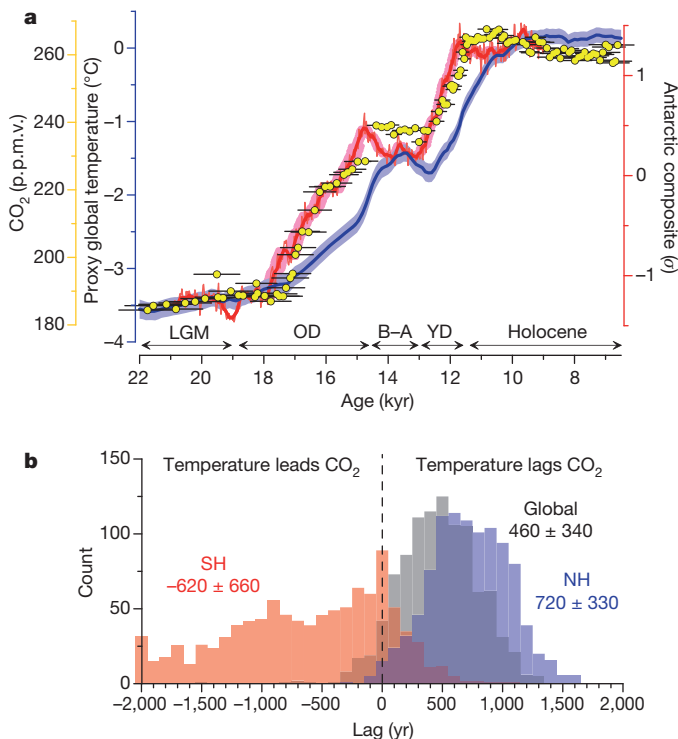 a
CO₂ (p.p.m.v.)
260
240
220
200
180
Proxy global temperature (°C)
0
−1
−2
−3
−4
Antarctic composite (σ)
1
0
−1
LGM
OD
B–A
YD
Holocene
22 20 18 16 14 12 10 8
Age (kyr)
b
Temperature leads CO₂
Temperature lags CO₂
Count
150
100
50
0
SH
−620 ± 660
Global
460 ± 340
NH
720 ± 330
−2,000 −1,500 −1,000 −500 0 500 1,000 1,500 2,000
Lag (yr)